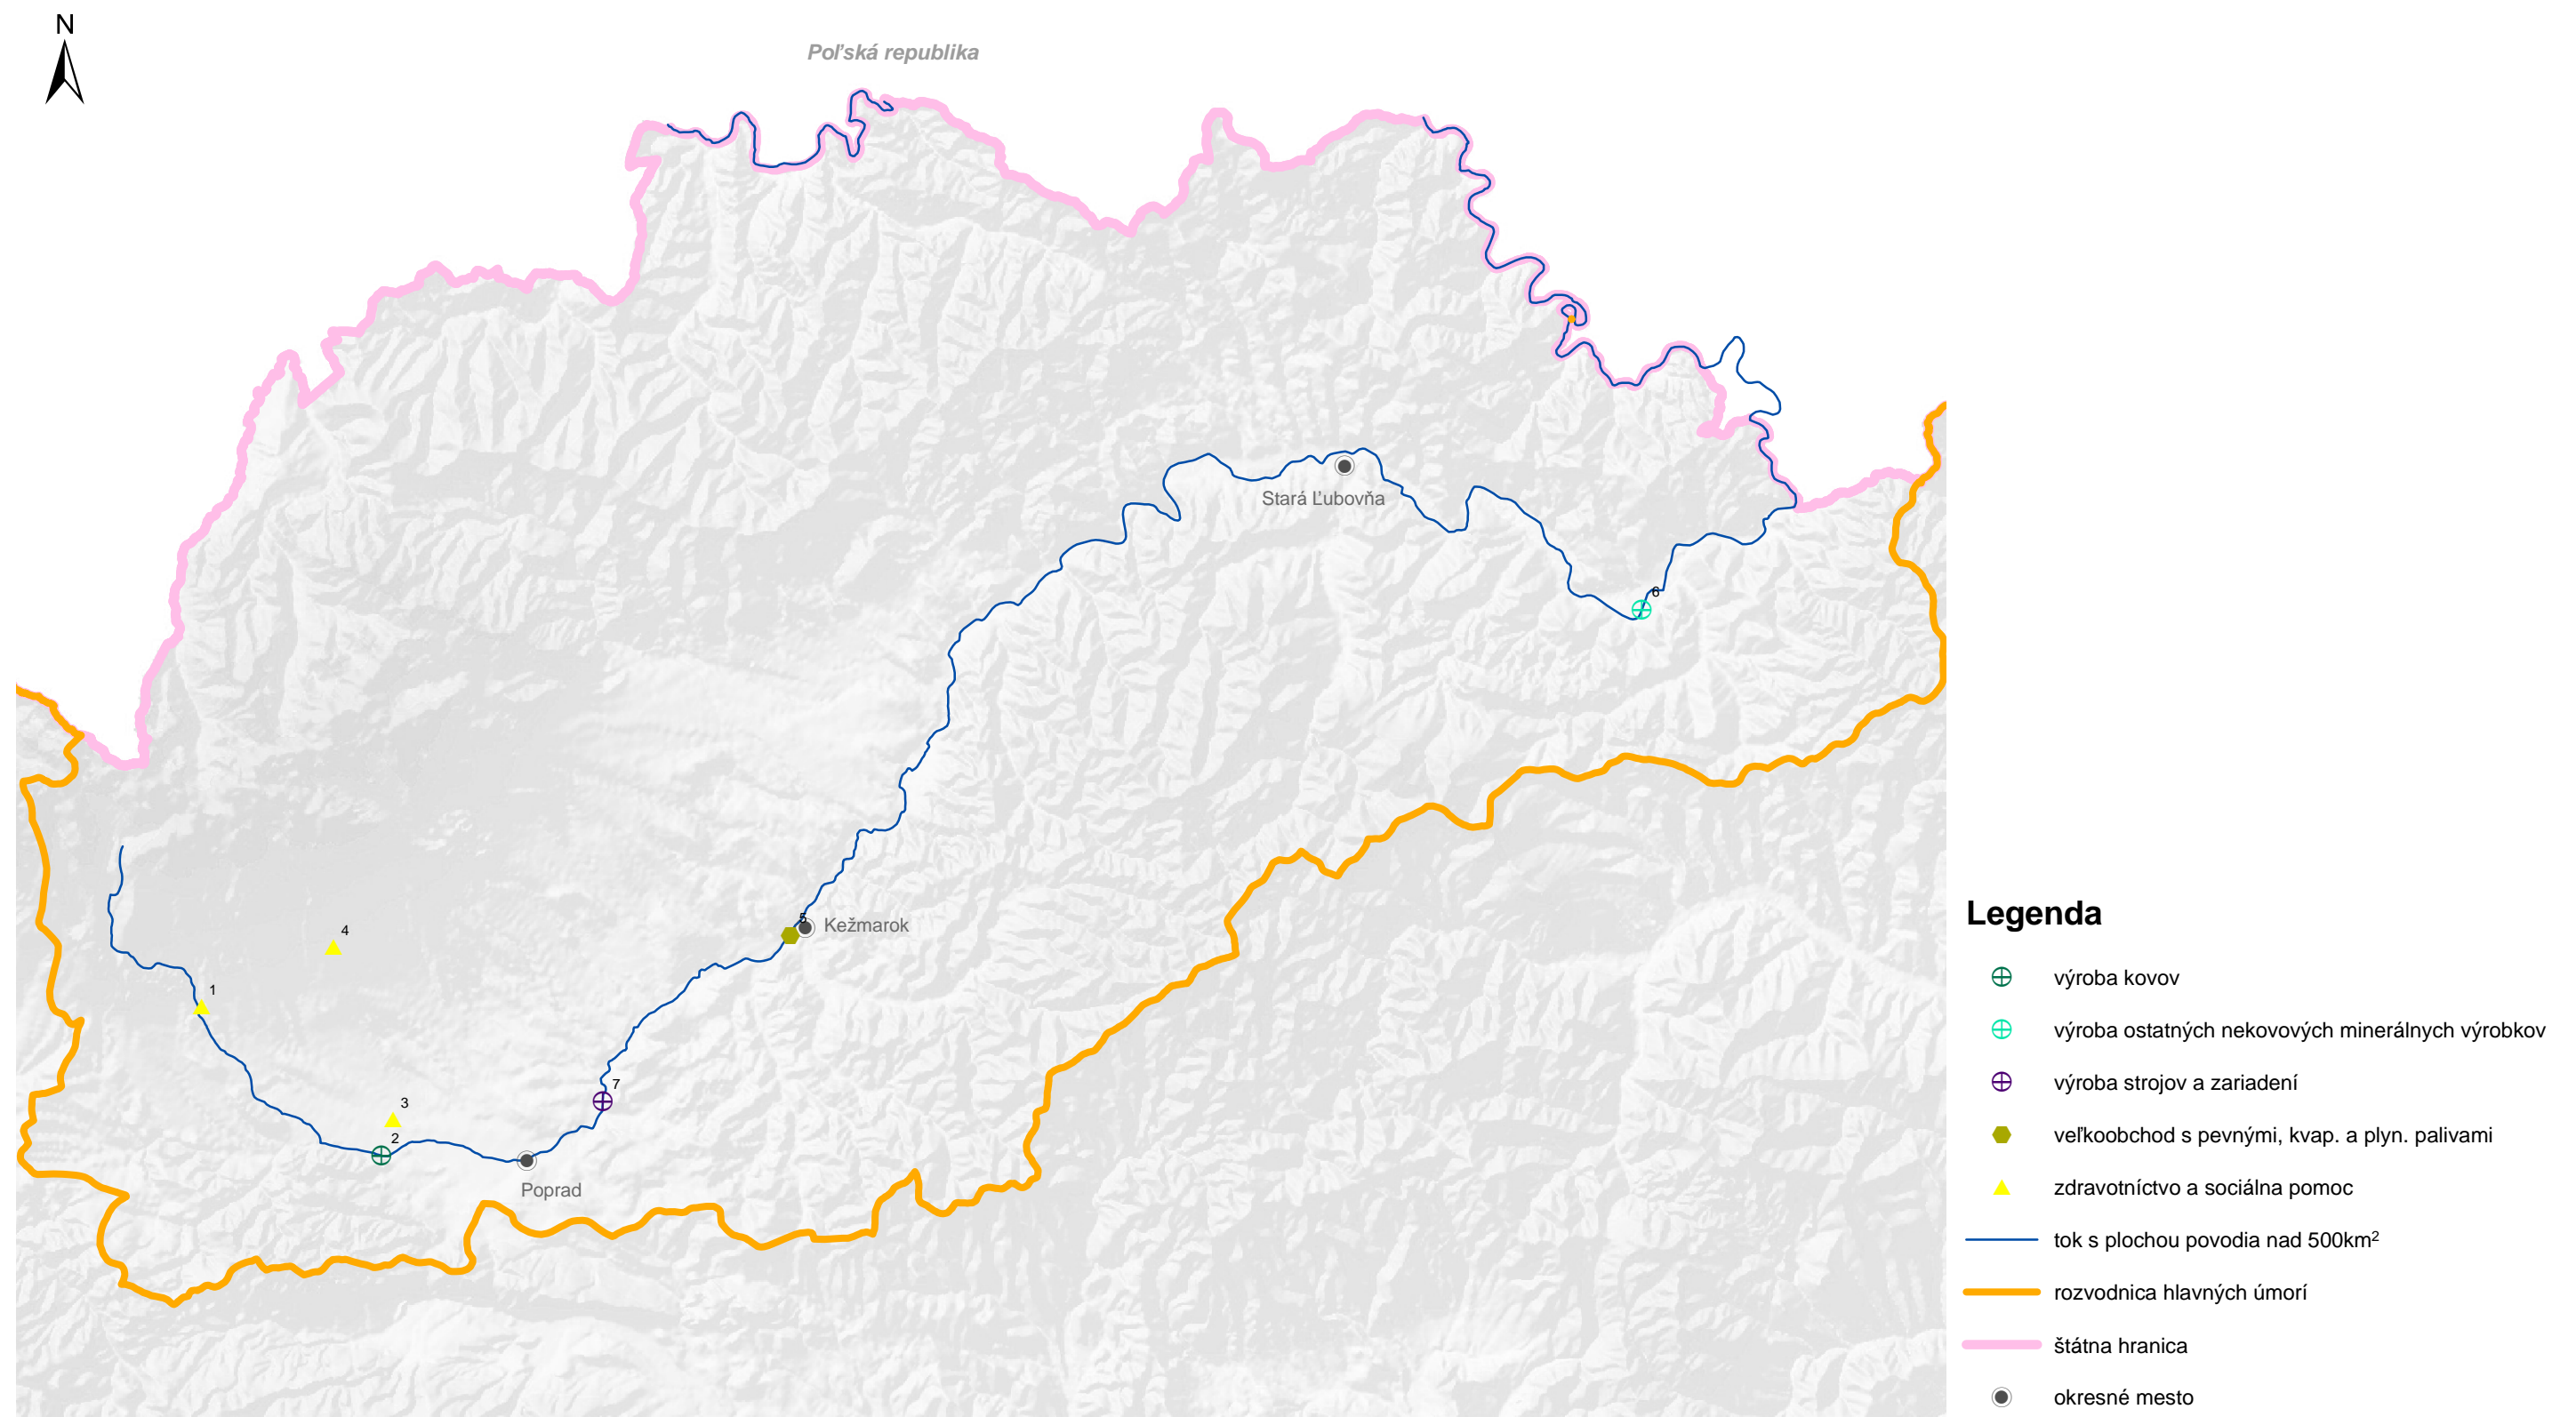 N
Poľská republika
Stará Ľubovňa
6
5
Kežmarok
4
1
7
3
2
Poprad
Legenda
výroba kovov
výroba ostatných nekovových minerálnych výrobkov
výroba strojov a zariadení
veľkoobchod s pevnými, kvap. a plyn. palivami
zdravotníctvo a sociálna pomoc
tok s plochou povodia nad 500km²
rozvodnica hlavných úmorí
štátna hranica
okresné mesto